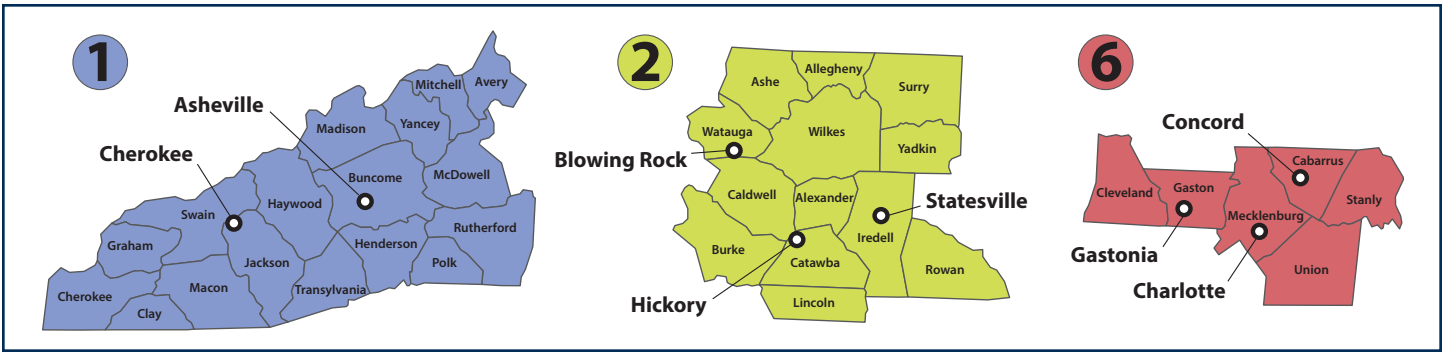 1
Asheville
Cherokee
Mitchell
Avery
Madison
Yancey
Buncome
McDowell
Haywood
Swain
Rutherford
Graham
Henderson
Jackson
Polk
Macon
Transylvania
Cherokee
Clay
2
Allegheny
Ashe
Surry
Watauga
Wilkes
Yadkin
Blowing Rock
Caldwell
Alexander
Statesville
Iredell
Burke
Catawba
Rowan
Hickory
Lincoln
6
Concord
Cabarrus
Cleveland
Gaston
Stanly
Mecklenburg
Gastonia
Union
Charlotte